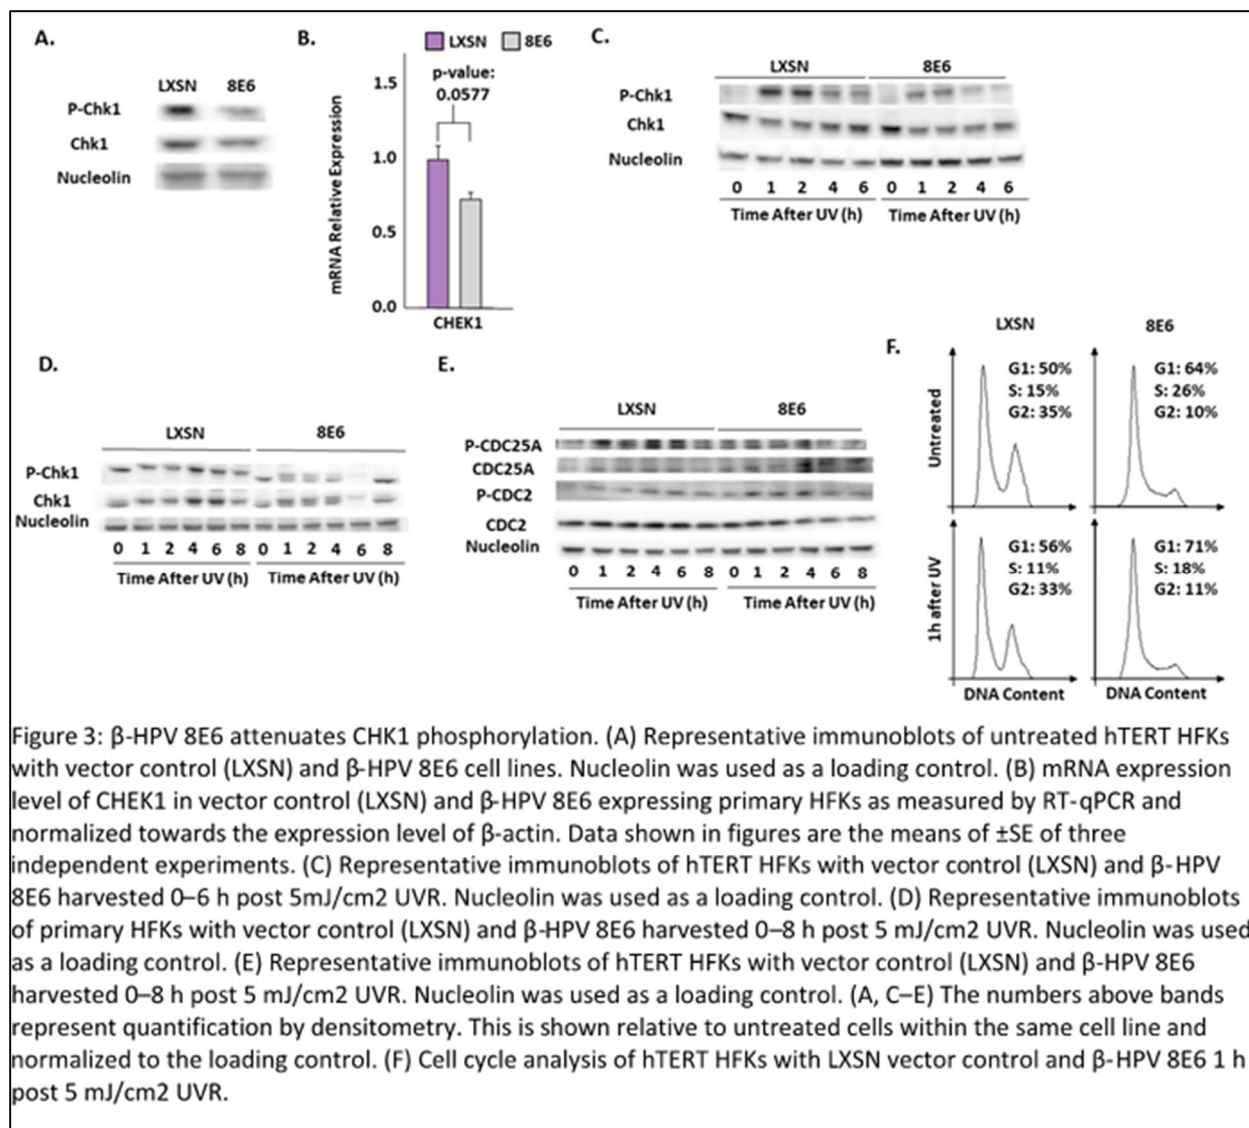 A.
LXSN 8E6
P-Chk1
Chk1
Nucleolin
B.
LXSN 8E6
p-value:
0.0577
mRNA Relative Expression
1.5
1.0
0.5
0.0
CHEK1
C.
LXSN 8E6
P-Chk1
Chk1
Nucleolin
0 1 2 4 6 0 1 2 4 6
Time After UV (h) Time After UV (h)
D.
LXSN 8E6
P-Chk1
Chk1
Nucleolin
0 1 2 4 6 8 0 1 2 4 6 8
Time After UV (h) Time After UV (h)
E.
LXSN 8E6
P-CDC25A
CDC25A
P-CDC2
CDC2
Nucleolin
0 1 2 4 6 8 0 1 2 4 6 8
Time After UV (h) Time After UV (h)
F.
LXSN 8E6
Untreated
G1: 50%
S: 15%
G2: 35%
G1: 64%
S: 26%
G2: 10%
1h after UV
G1: 56%
S: 11%
G2: 33%
G1: 71%
S: 18%
G2: 11%
DNA Content DNA Content
Figure 3: β-HPV 8E6 attenuates CHK1 phosphorylation. (A) Representative immunoblots of untreated hTERT HFKs
with vector control (LXSN) and β-HPV 8E6 cell lines. Nucleolin was used as a loading control. (B) mRNA expression
level of CHEK1 in vector control (LXSN) and β-HPV 8E6 expressing primary HFKs as measured by RT-qPCR and
normalized towards the expression level of β-actin. Data shown in figures are the means of ±SE of three
independent experiments. (C) Representative immunoblots of hTERT HFKs with vector control (LXSN) and β-HPV
8E6 harvested 0–6 h post 5mJ/cm2 UVR. Nucleolin was used as a loading control. (D) Representative immunoblots
of primary HFKs with vector control (LXSN) and β-HPV 8E6 harvested 0–8 h post 5 mJ/cm2 UVR. Nucleolin was used
as a loading control. (E) Representative immunoblots of hTERT HFKs with vector control (LXSN) and β-HPV 8E6
harvested 0–8 h post 5 mJ/cm2 UVR. Nucleolin was used as a loading control. (A, C–E) The numbers above bands
represent quantification by densitometry. This is shown relative to untreated cells within the same cell line and
normalized to the loading control. (F) Cell cycle analysis of hTERT HFKs with LXSN vector control and β-HPV 8E6 1 h
post 5 mJ/cm2 UVR.